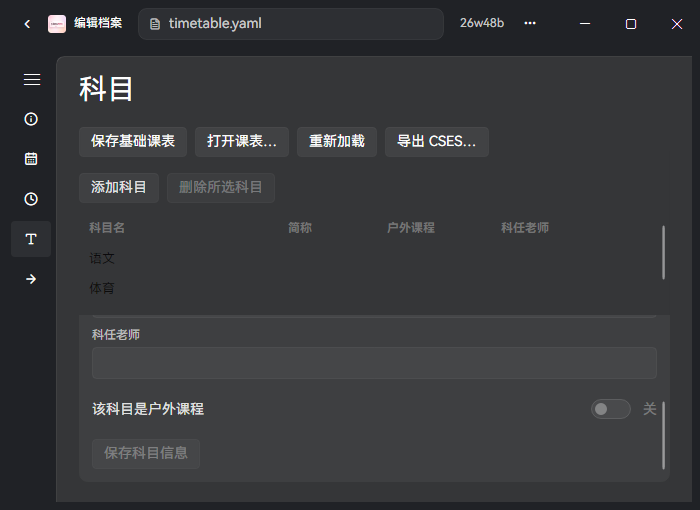 编辑档案 timetable.yaml 26w48b
科目
保存基础课表 打开课表... 重新加载 导出 CSES...
添加科目 删除所选科目
科目名 简称 户外课程 科任老师
语文
体育
科任老师
该科目是户外课程 关
保存科目信息